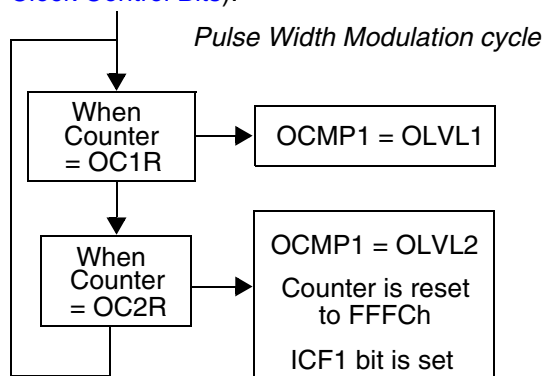 Clock Control Bits).
Pulse Width Modulation cycle
When
Counter
= OC1R
OCMP1 = OLVL1
When
Counter
= OC2R
OCMP1 = OLVL2
Counter is reset
to FFFCh
ICF1 bit is set